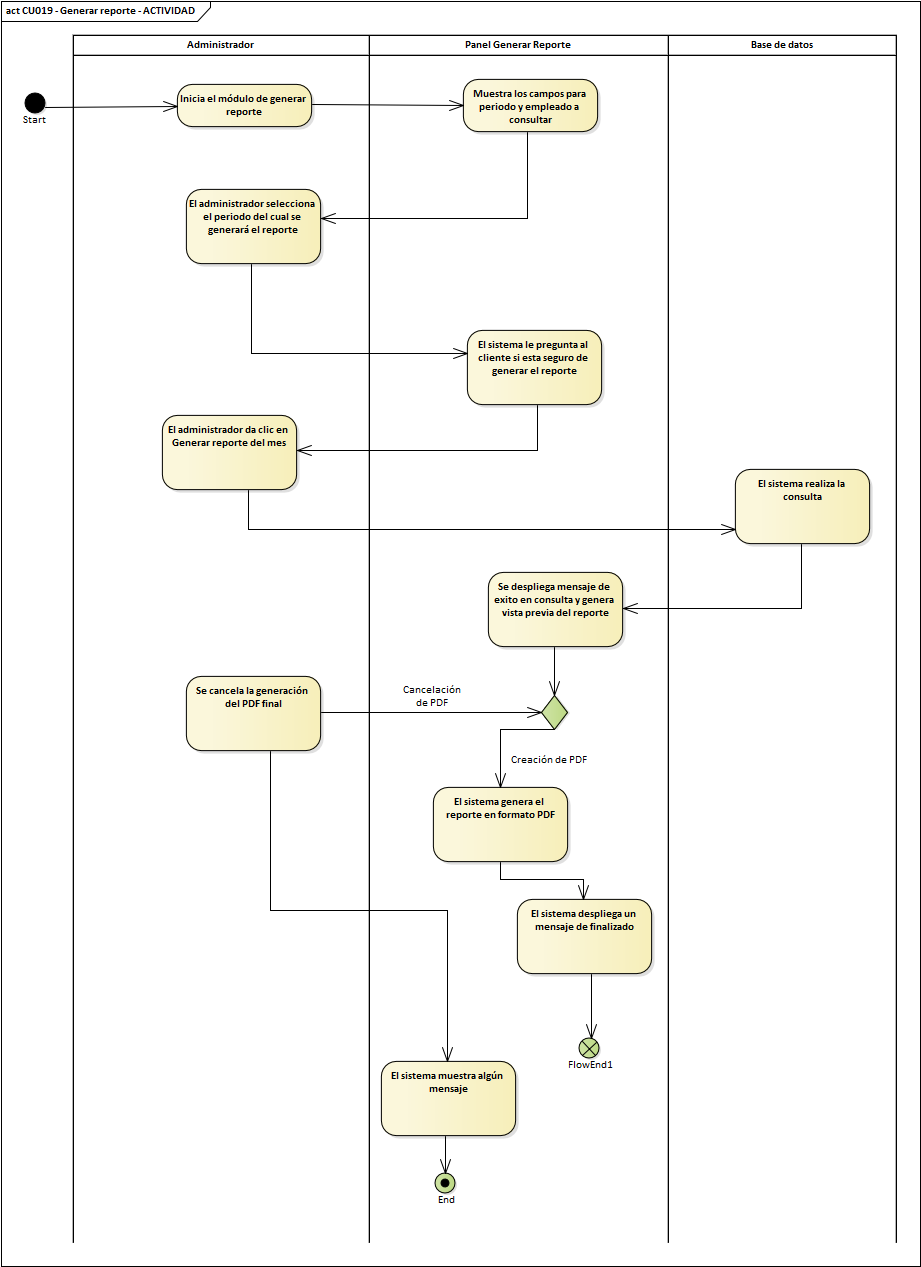 act CU019 - Generar reporte - ACTIVIDAD
Administrador
Panel Generar Reporte
Base de datos
Start
Inicia el módulo de generar
reporte
Muestra los campos para
periodo y empleado a
consultar
El administrador selecciona
el periodo del cual se
generará el reporte
El sistema le pregunta al
cliente si esta seguro de
generar el reporte
El administrador da clic en
Generar reporte del mes
El sistema realiza la
consulta
Se despliega mensaje de
exito en consulta y genera
vista previa del reporte
Se cancela la generación
del PDF final
Cancelación
de PDF
Creación de PDF
El sistema genera el
reporte en formato PDF
El sistema despliega un
mensaje de finalizado
FlowEnd1
El sistema muestra algún
mensaje
End